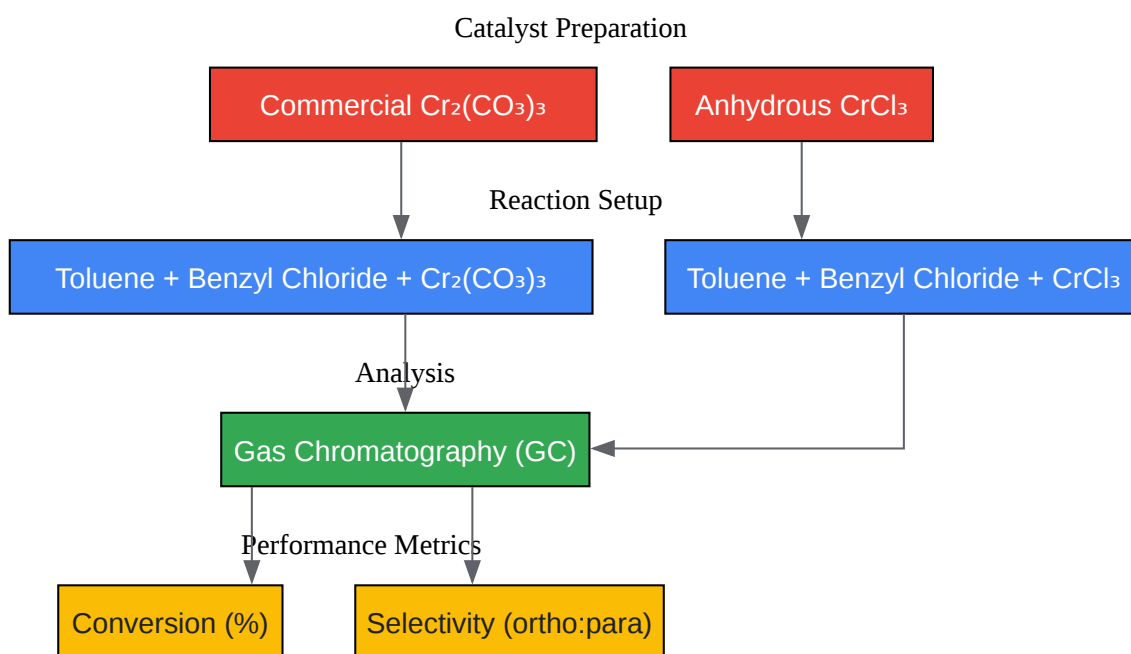 Catalyst Preparation
Commercial Cr₂(CO₃)₃
Anhydrous CrCl₃
Reaction Setup
Toluene + Benzyl Chloride + Cr₂(CO₃)₃
Toluene + Benzyl Chloride + CrCl₃
Analysis
Gas Chromatography (GC)
Performance Metrics
Conversion (%)
Selectivity (ortho:para)